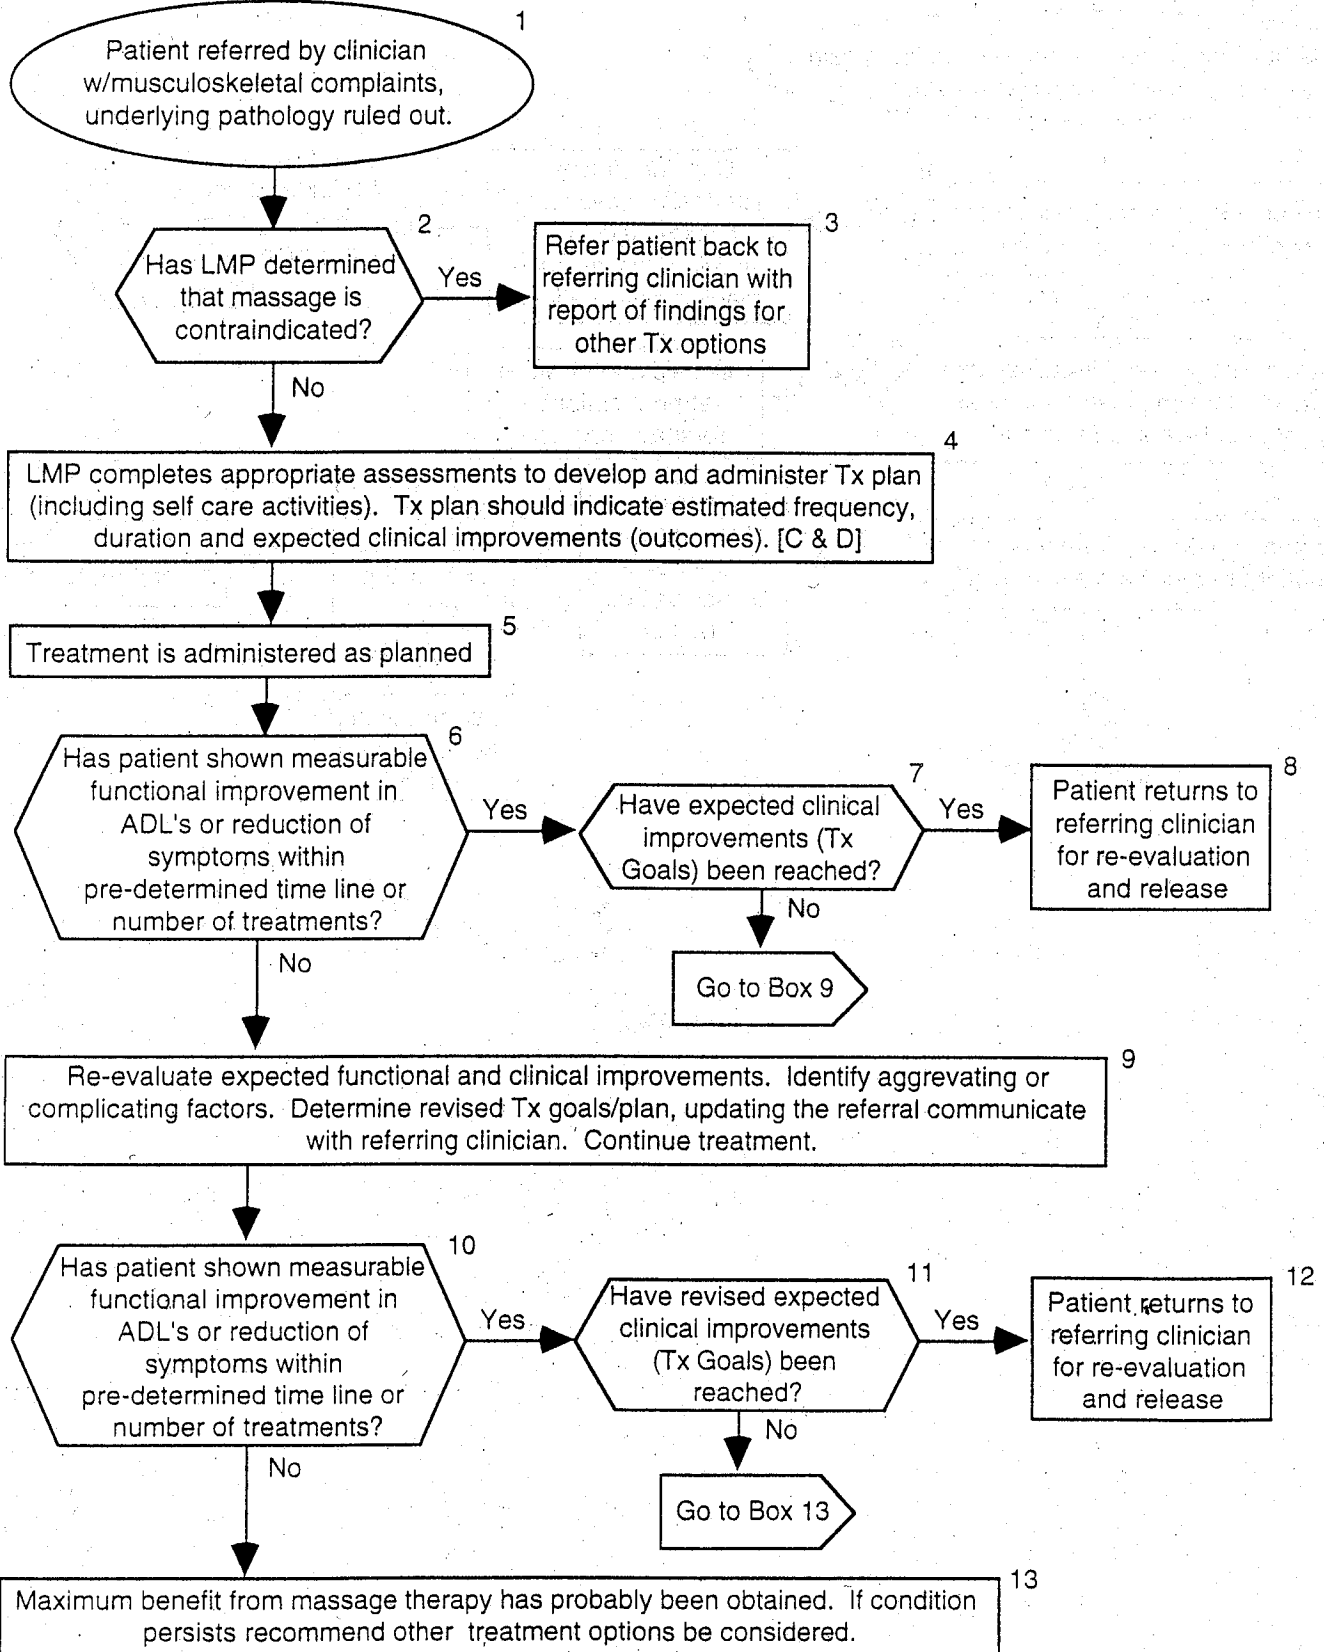 1
Patient referred by clinician
w/musculoskeletal complaints,
underlying pathology ruled out.
2
Has LMP determined
that massage is
contraindicated?
Yes
3
Refer patient back to
referring clinician with
report of findings for
other Tx options
No
4
LMP completes appropriate assessments to develop and administer Tx plan
(including self care activities). Tx plan should indicate estimated frequency,
duration and expected clinical improvements (outcomes). [C & D]
5
Treatment is administered as planned
6
Has patient shown measurable
functional improvement in
ADL's or reduction of
symptoms within
pre-determined time line or
number of treatments?
Yes
7
Have expected clinical
improvements (Tx
Goals) been reached?
Yes
8
Patient returns to
referring clinician
for re-evaluation
and release
No
Go to Box 9
No
9
Re-evaluate expected functional and clinical improvements. Identify aggrevating or
complicating factors. Determine revised Tx goals/plan, updating the referral communicate
with referring clinician. Continue treatment.
10
Has patient shown measurable
functional improvement in
ADL's or reduction of
symptoms within
pre-determined time line or
number of treatments?
Yes
11
Have revised expected
clinical improvements
(Tx Goals) been
reached?
Yes
12
Patient returns to
referring clinician
for re-evaluation
and release
No
Go to Box 13
No
13
Maximum benefit from massage therapy has probably been obtained. If condition
persists recommend other treatment options be considered.